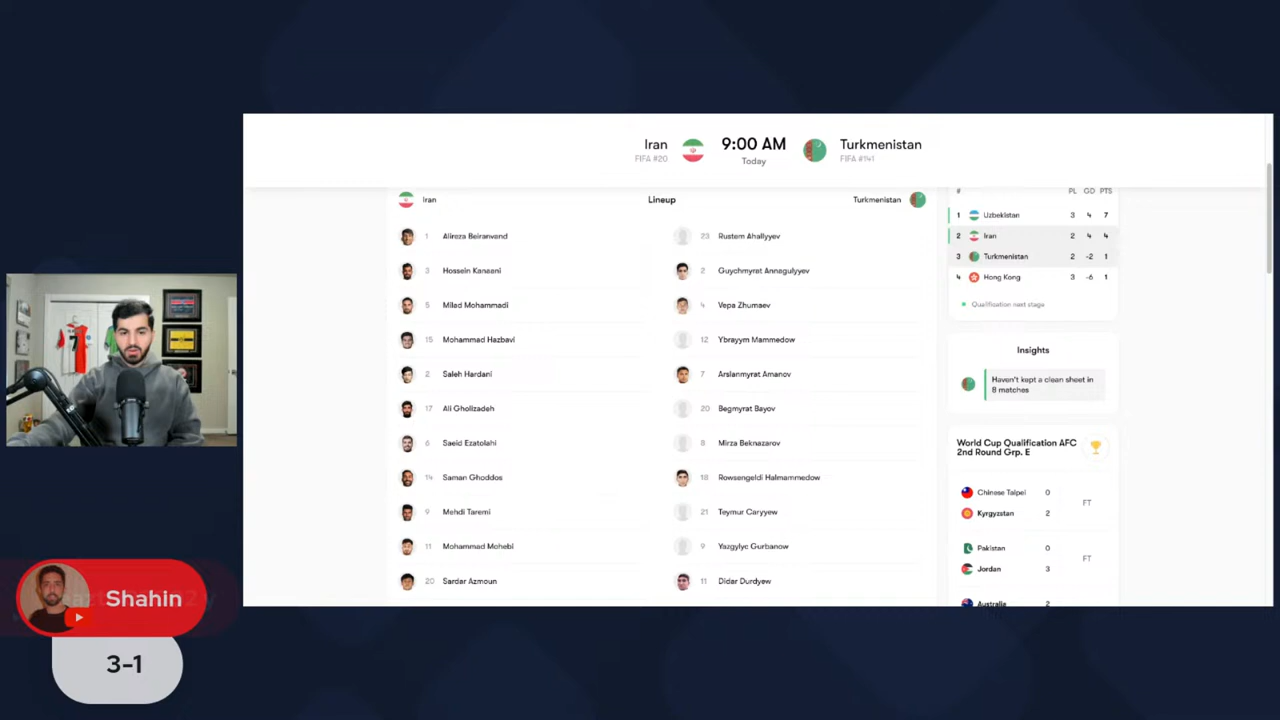 Iran
FIFA #20
9:00 AM
Today
Turkmenistan
FIFA #141
Iran
Lineup
Turkmenistan
1 Alireza Beiranvand
3 Hossein Kanaani
5 Milad Mohammadi
15 Mohammad Hazbavi
2 Saleh Hardani
17 Ali Gholizadeh
6 Saeid Ezatolahi
14 Saman Ghoddos
9 Mehdi Taremi
11 Mohammad Mohebi
20 Sardar Azmoun
23 Rustem Ahallyyev
2 Guychmyrat Annagulyyev
4 Vepa Zhumaev
12 Ybrayym Mammedow
7 Arslanmyrat Amanov
20 Begmyrat Bayov
8 Mirza Beknazarov
18 Rowsengeldi Halmammedow
21 Teymur Caryyew
9 Yazgylyc Gurbanow
11 Didar Durdyew
# PL GD PTS
1 Uzbekistan 3 4 7
2 Iran 2 4 4
3 Turkmenistan 2 -2 1
4 Hong Kong 3 -6 1
Qualification next stage
Insights
Haven't kept a clean sheet in
8 matches
World Cup Qualification AFC
2nd Round Grp. E
Chinese Taipei 0
FT
Kyrgyzstan 2
Pakistan 0
FT
Jordan 3
Australia 2
7
Shahin
3-1